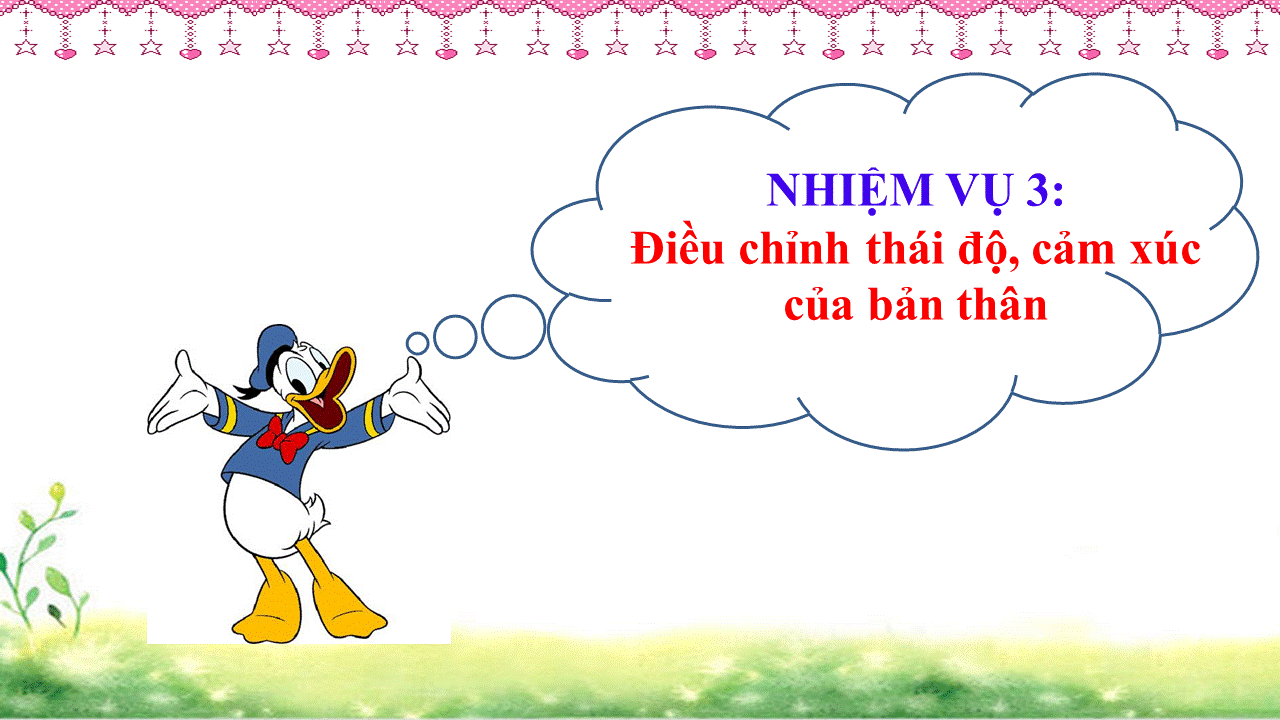 NHIỆM VỤ 3:
Điều chỉnh thái độ, cảm xúc
của bản thân